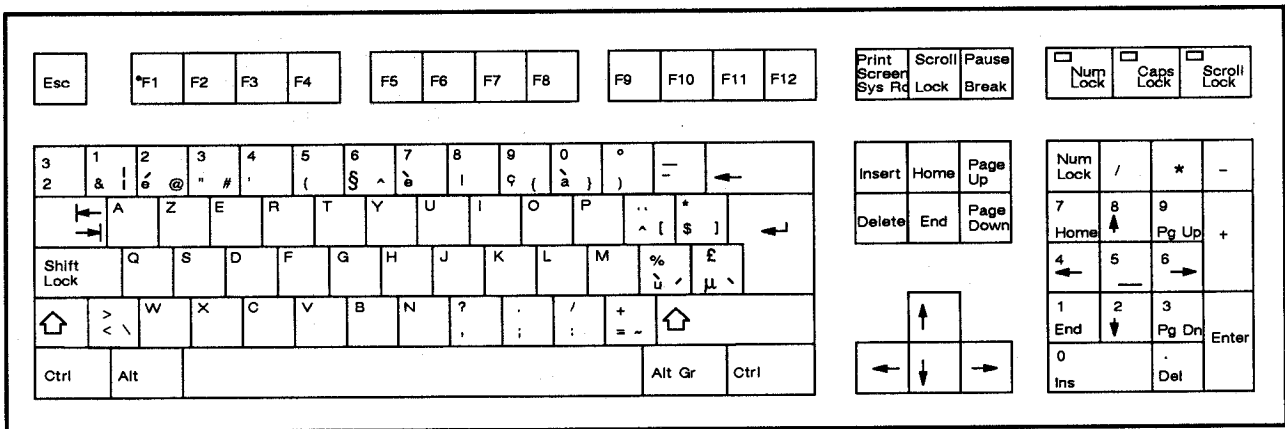 Esc F1 F2 F3 F4 F5 F6 F7 F8 F9 F10 F11 F12 Print Screen Sys Rq Scroll Lock Pause Break Num Lock Caps Lock Scroll Lock
3 1 2 3 4 5 6 7 8 9 0 ° —
2 & ¦ é @ " # ' ( § ^ è ! ç { à } ) - ←
Insert Home Page Up
Num Lock / * -
A Z E R T Y U I O P ¨ *
^ [ $ ]
Delete End Page Down
7 Home 8 ↑ 9 Pg Up +
Shift Lock Q S D F G H J K L M % £
ù ´ µ `
4 ← 5 6 →
> W X C V B N ? . / +
< \ , ; : = ~
↑
1 End 2 ↓ 3 Pg Dn Enter
Ctrl Alt Alt Gr Ctrl
← ↓ →
0 Ins . Del